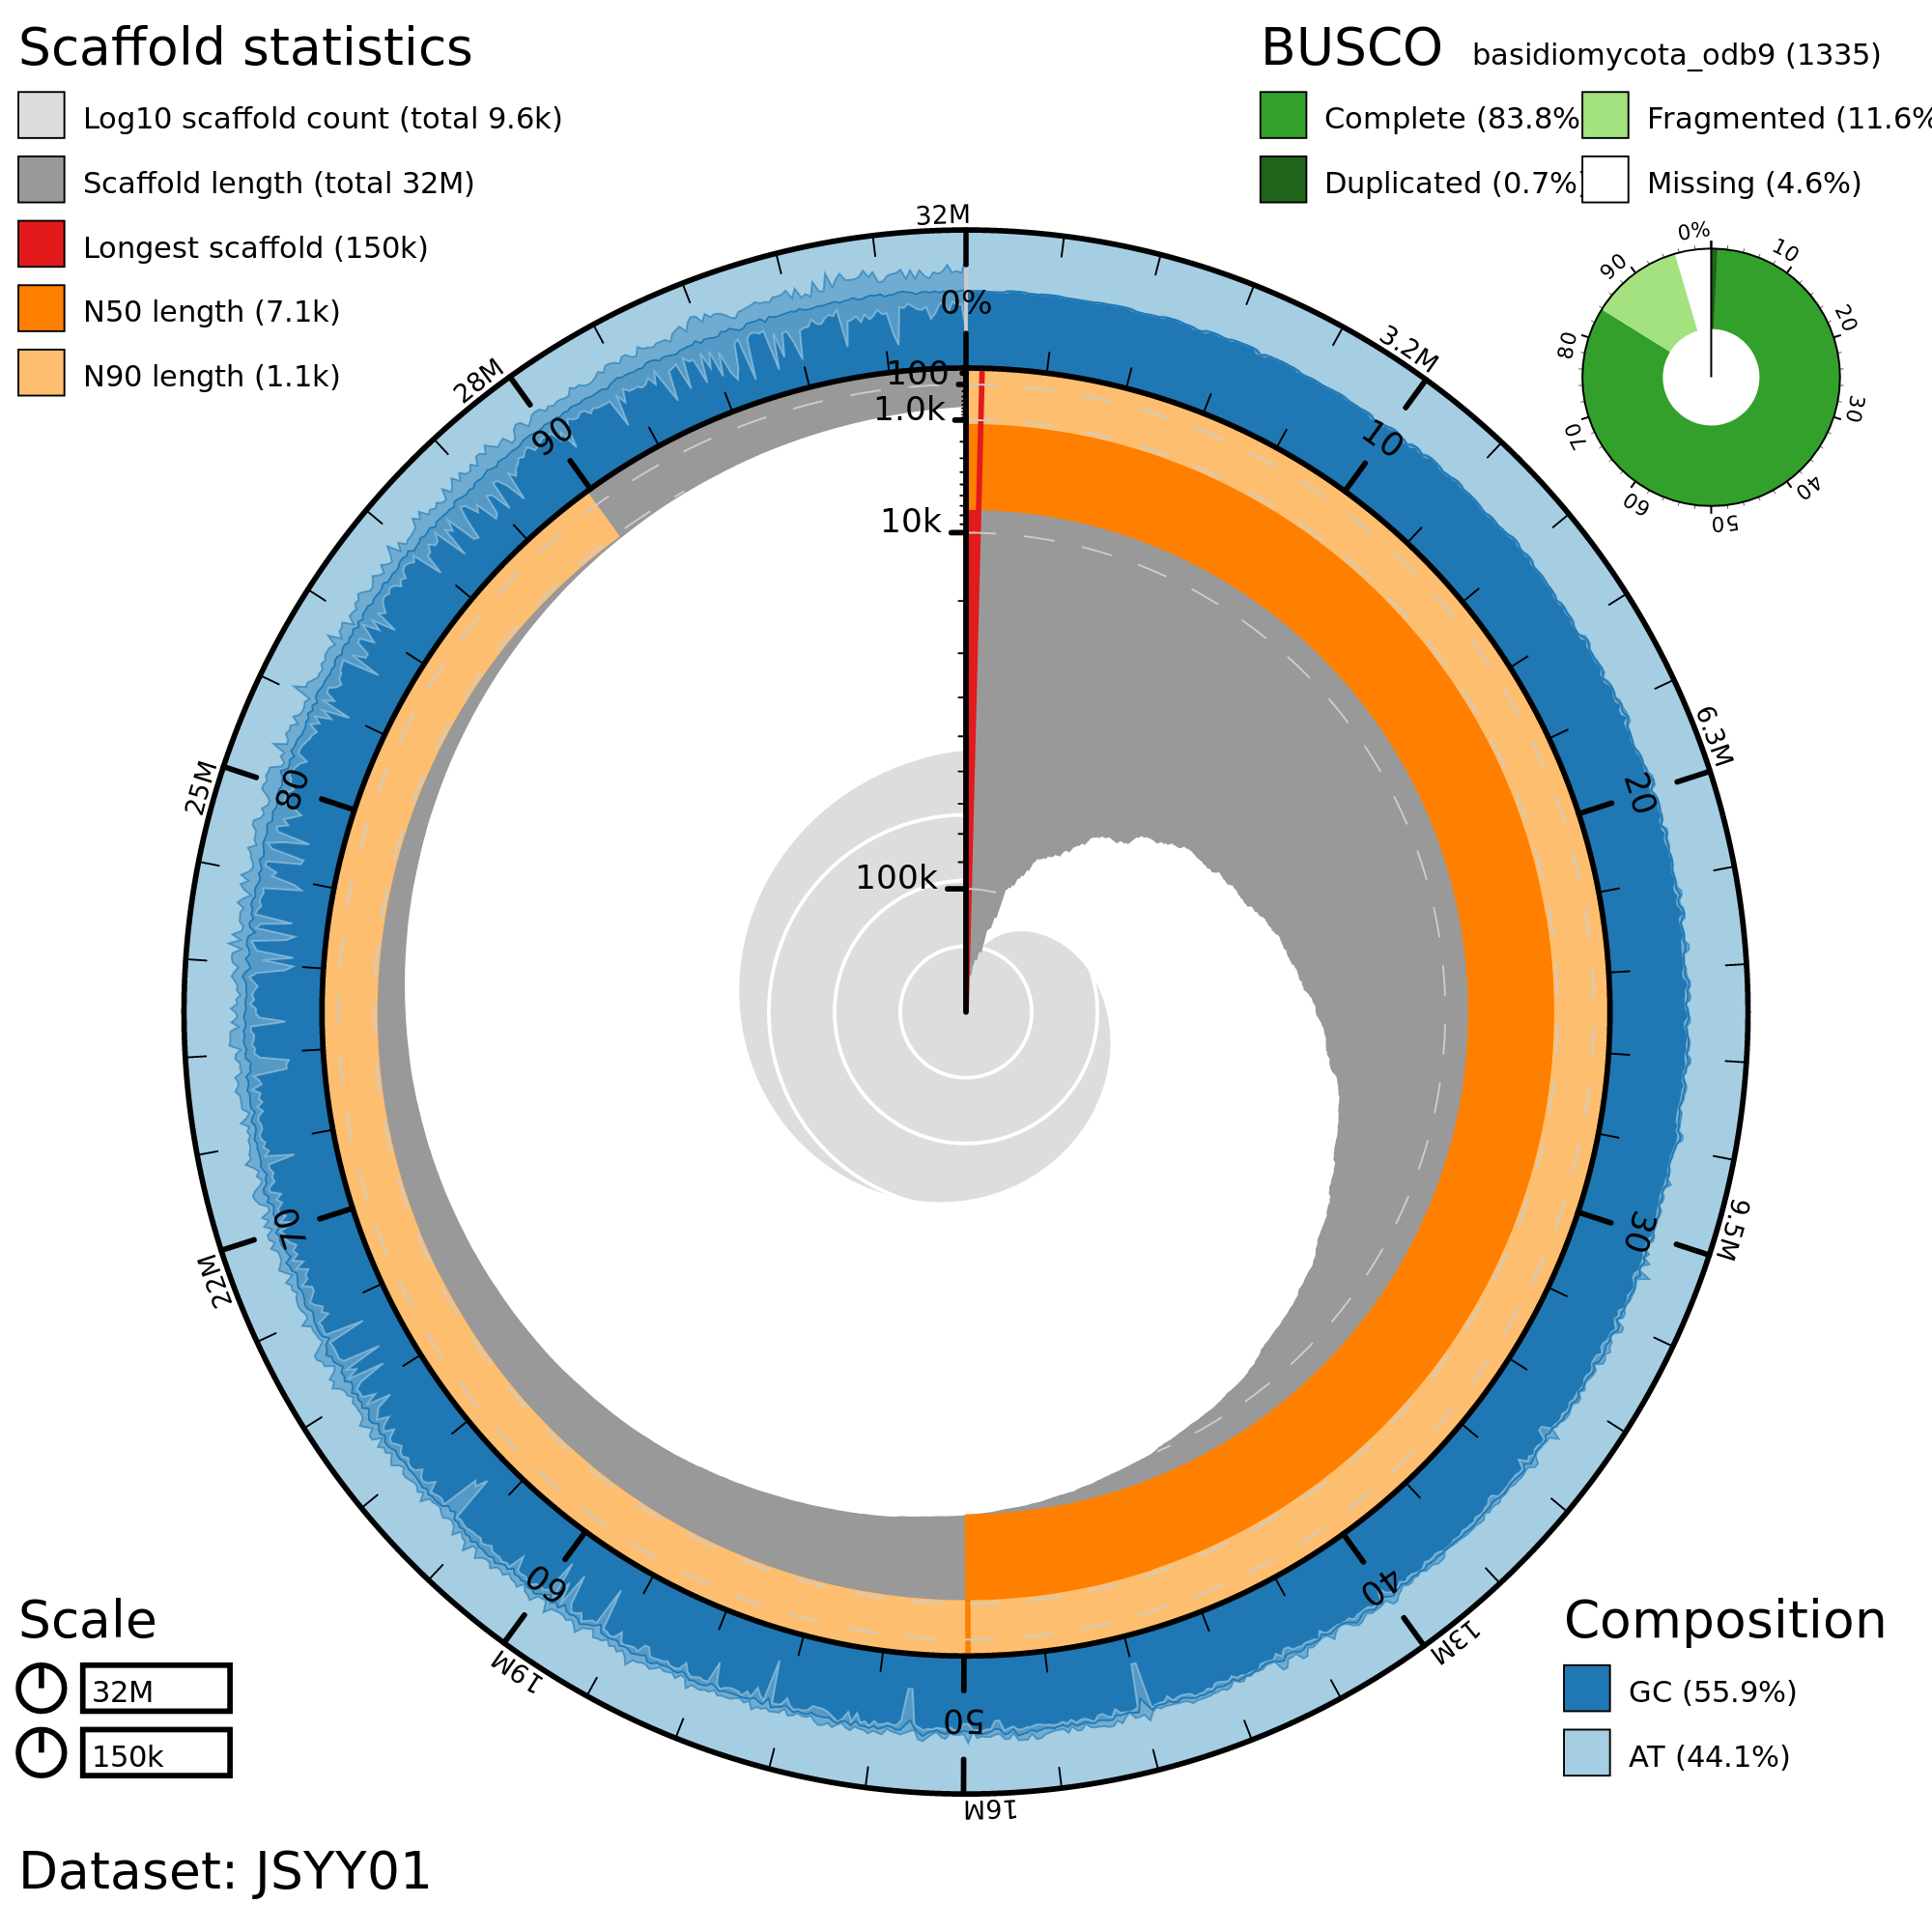 Scaffold statistics
Log10 scaffold count (total 9.6k)
Scaffold length (total 32M)
Longest scaffold (150k)
N50 length (7.1k)
N90 length (1.1k)
BUSCO basidiomycota_odb9 (1335)
Complete (83.8% Fragmented (11.6%
Duplicated (0.7%) Missing (4.6%)
0%
10
20
30
40
50
60
70
80
90
32M
3.2M
6.3M
9.5M
13M
16M
19M
22M
25M
28M
0%
10
20
30
40
50
60
70
80
90
100
1.0k
10k
100k
Scale
32M
150k
Composition
GC (55.9%)
AT (44.1%)
Dataset: JSYY01